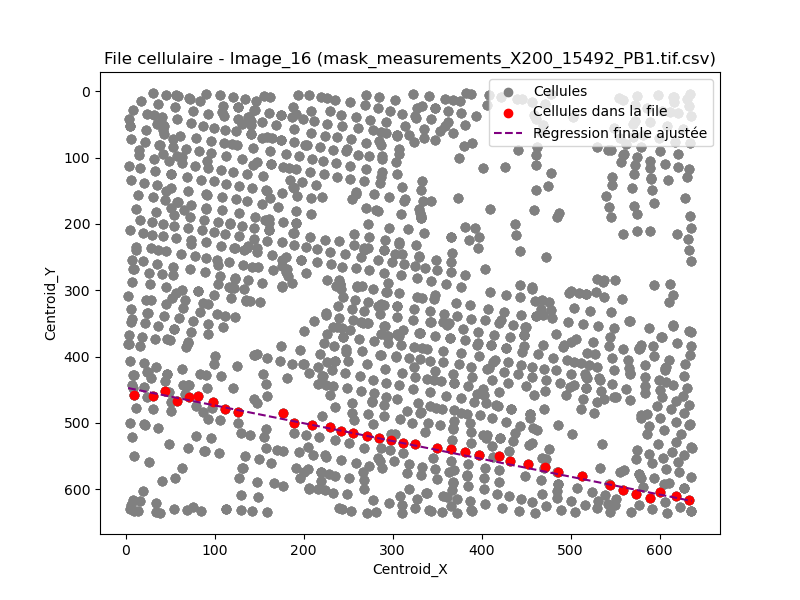 File cellulaire - Image_16 (mask_measurements_X200_15492_PB1.tif.csv)
Cellules
Cellules dans la file
Régression finale ajustée
0
100
200
300
400
500
600
Centroid_Y
0 100 200 300 400 500 600
Centroid_X